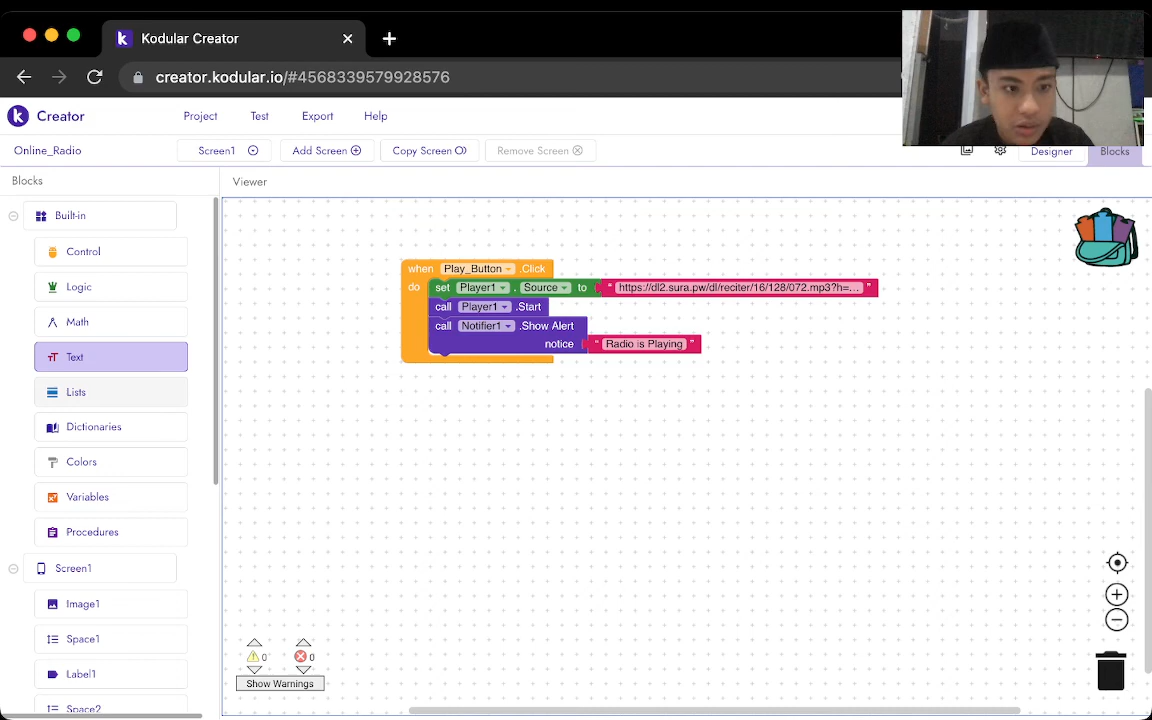 Kodular Creator
creator.kodular.io/#4568339579928576
Creator
Project
Test
Export
Help
Online_Radio
Screen1
Add Screen
Copy Screen
Remove Screen
Designer
Blocks
Blocks
Viewer
Built-in
Control
Logic
Math
Text
Lists
Dictionaries
Colors
Variables
Procedures
Screen1
Image1
Space1
Label1
Space2
when Play_Button .Click
do set Player1 . Source to “ https://dl2.sura.pw/dl/reciter/16/128/072.mp3?h=... ”
call Player1 .Start
call Notifier1 .Show Alert
notice “ Radio is Playing ”
0 0
Show Warnings